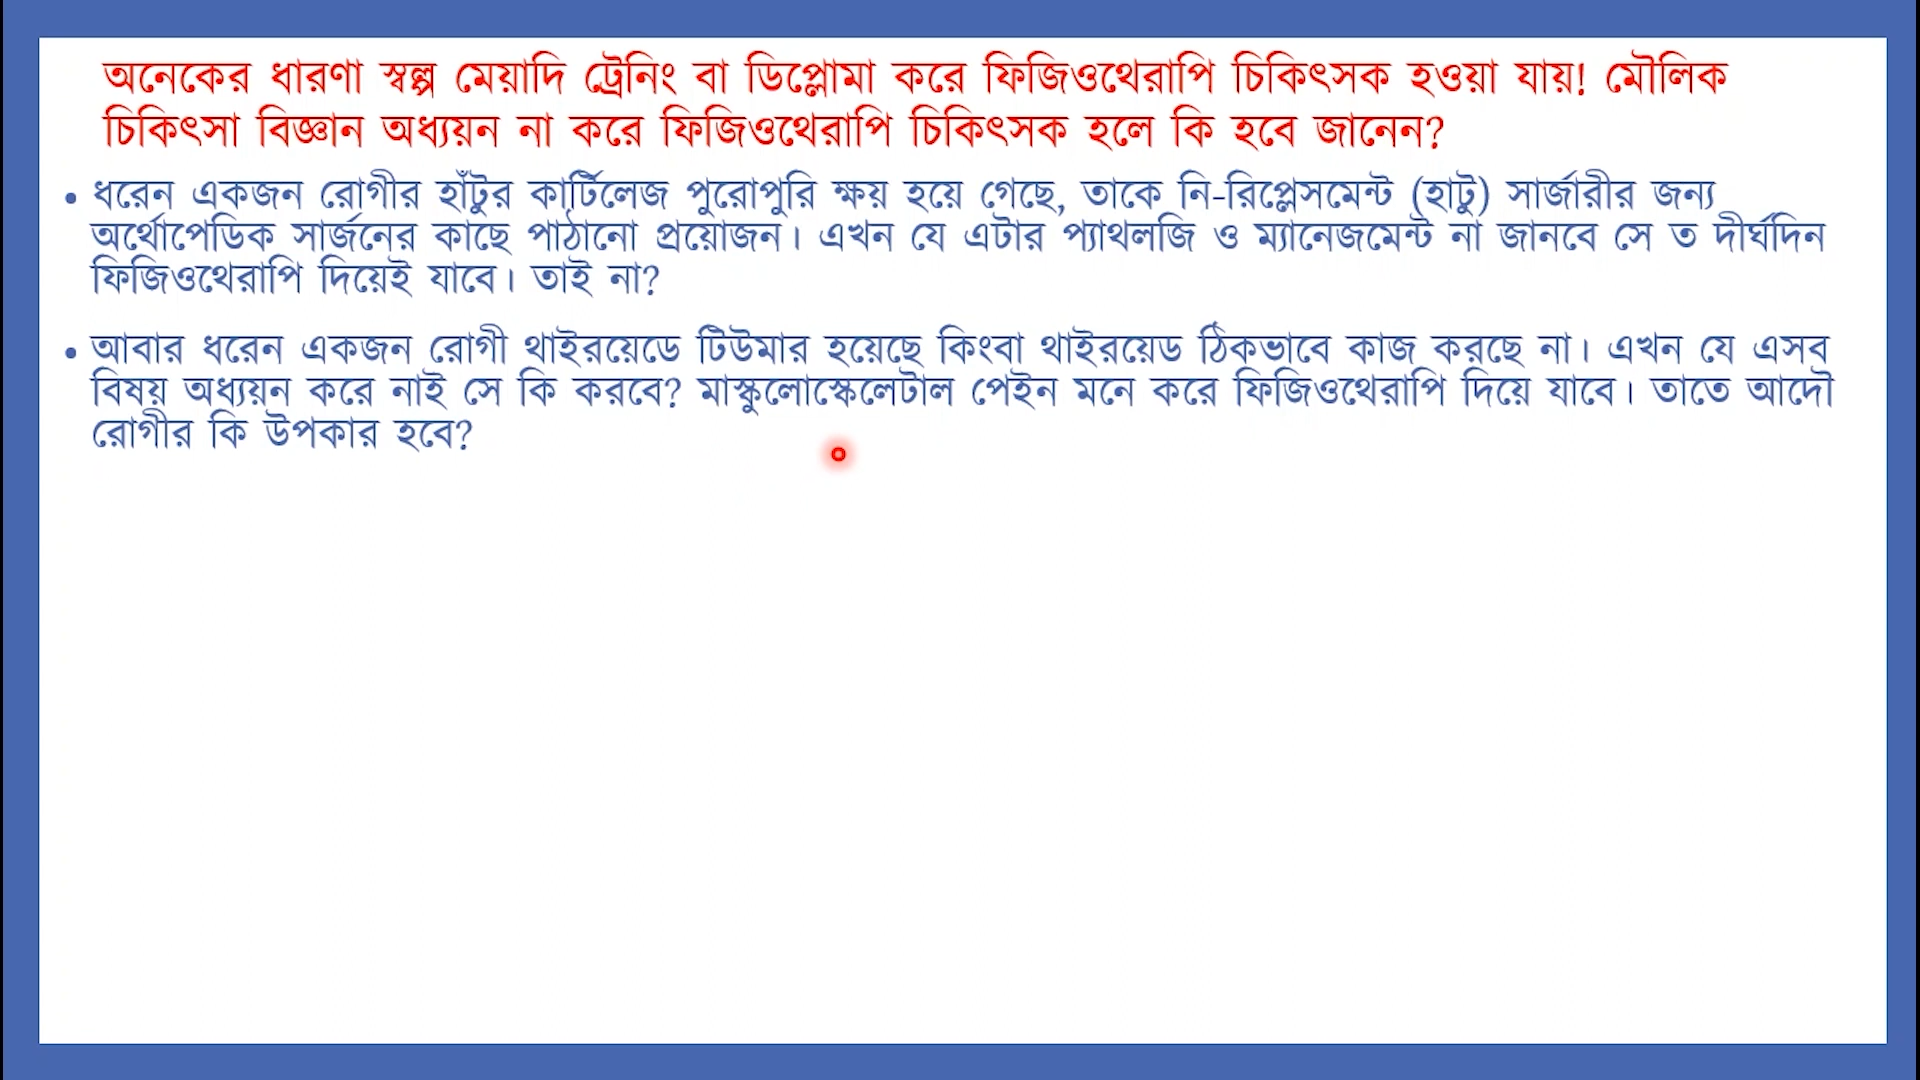 অনেকের ধারণা স্বল্প মেয়াদি ট্রেনিং বা ডিপ্লোমা করে ফিজিওথেরাপি চিকিৎসক হওয়া যায়! মৌলিক
চিকিৎসা বিজ্ঞান অধ্যয়ন না করে ফিজিওথেরাপি চিকিৎসক হলে কি হবে জানেন?
• ধরেন একজন রোগীর হাঁটুর কার্টিলেজ পুরোপুরি ক্ষয় হয়ে গেছে, তাকে নি-রিপ্লেসমেন্ট (হাটু) সার্জারীর জন্য
অর্থোপেডিক সার্জনের কাছে পাঠানো প্রয়োজন। এখন যে এটার প্যাথলজি ও ম্যানেজমেন্ট না জানবে সে ত দীর্ঘদিন
ফিজিওথেরাপি দিয়েই যাবে। তাই না?
• আবার ধরেন একজন রোগী থাইরয়েডে টিউমার হয়েছে কিংবা থাইরয়েড ঠিকভাবে কাজ করছে না। এখন যে এসব
বিষয় অধ্যয়ন করে নাই সে কি করবে? মাস্কুলোস্কেলেটাল পেইন মনে করে ফিজিওথেরাপি দিয়ে যাবে। তাতে আদৌ
রোগীর কি উপকার হবে?